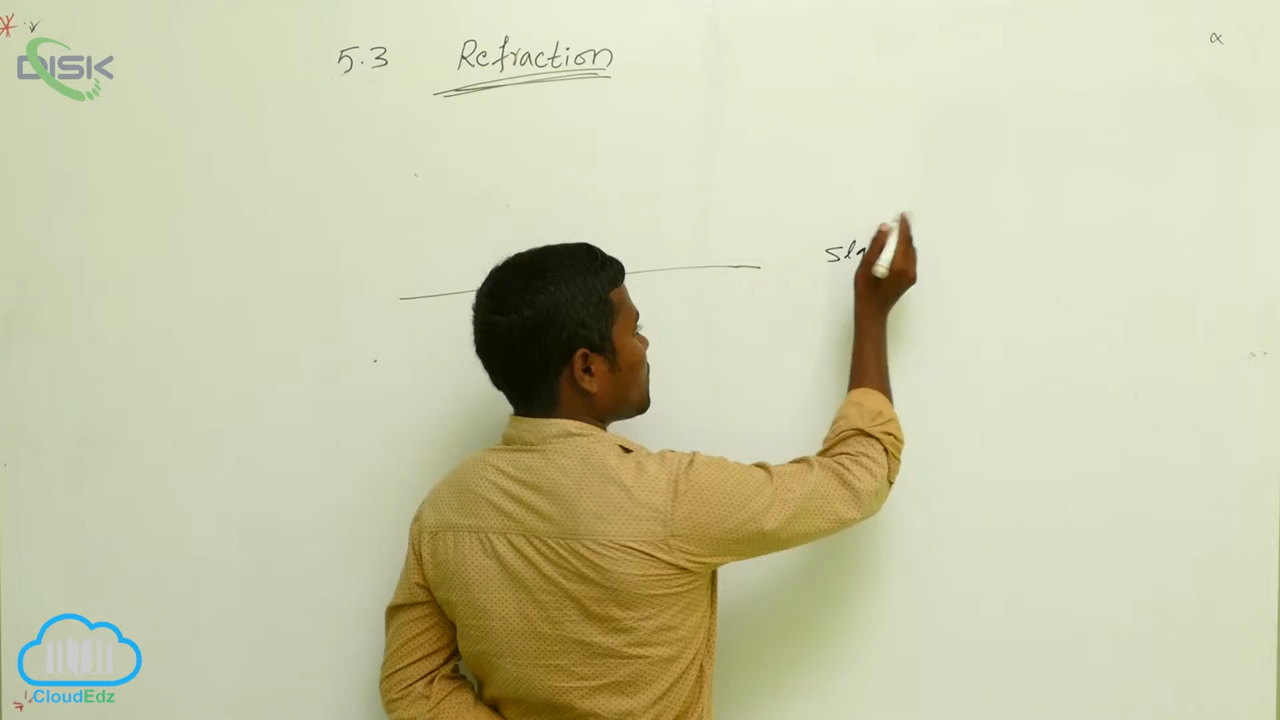 5.3 Refraction
α
DISK
CloudEdz